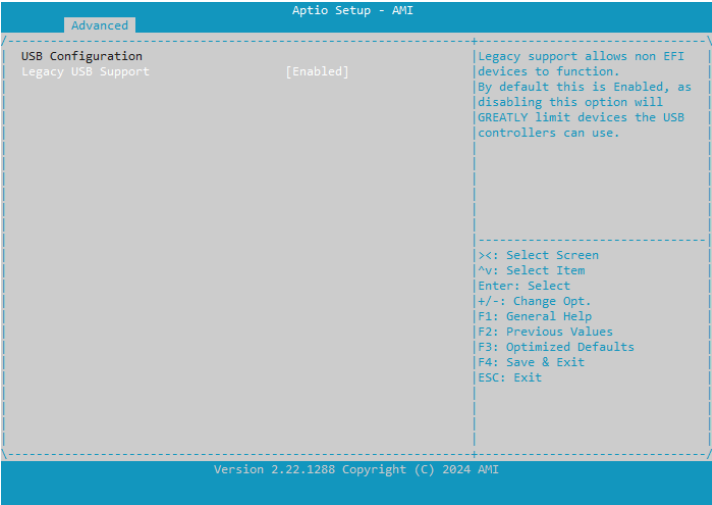 Aptio Setup - AMI
Advanced
USB Configuration
Legacy USB Support [Enabled]
Legacy support allows non EFI
devices to function.
By default this is Enabled, as
disabling this option will
GREATLY limit devices the USB
controllers can use.
><: Select Screen
^v: Select Item
Enter: Select
+/-: Change Opt.
F1: General Help
F2: Previous Values
F3: Optimized Defaults
F4: Save & Exit
ESC: Exit
Version 2.22.1288 Copyright (C) 2024 AMI